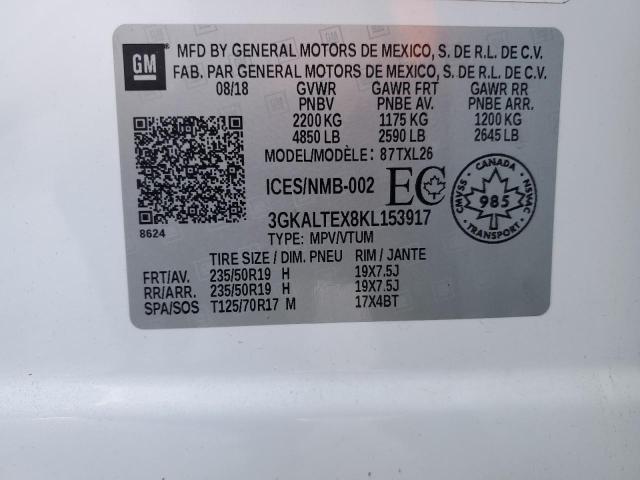 GM
MFD BY GENERAL MOTORS DE MEXICO, S. DE R.L. DE C.V.
FAB. PAR GENERAL MOTORS DE MEXICO, S. DE R.L. DE C.V.
08/18 GVWR GAWR FRT GAWR RR
PNBV PNBE AV. PNBE ARR.
2200 KG 1175 KG 1200 KG
4850 LB 2590 LB 2645 LB
MODEL/MODÈLE: 87TXL26
ICES/NMB-002 EC
CANADA
CMVSS 985 NSVAC
3GKALTEX8KL153917
8624
TYPE: MPV/VTUM
TIRE SIZE / DIM. PNEU RIM / JANTE
FRT/AV. 235/50R19 H 19X7.5J
RR/ARR. 235/50R19 H 19X7.5J
SPA/SOS T125/70R17 M 17X4BT